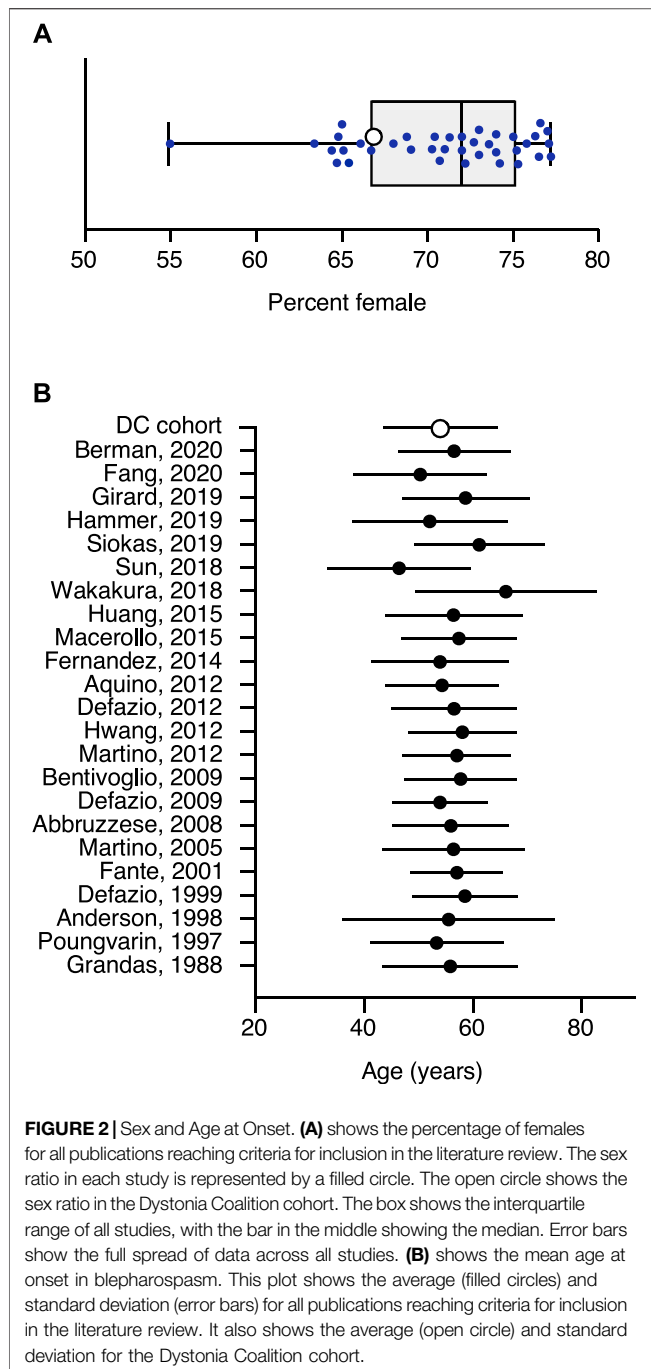 A
50 55 60 65 70 75 80
Percent female
B
DC cohort
Berman, 2020
Fang, 2020
Girard, 2019
Hammer, 2019
Siokas, 2019
Sun, 2018
Wakakura, 2018
Huang, 2015
Macerollo, 2015
Fernandez, 2014
Aquino, 2012
Defazio, 2012
Hwang, 2012
Martino, 2012
Bentivoglio, 2009
Defazio, 2009
Abbruzzese, 2008
Martino, 2005
Fante, 2001
Defazio, 1999
Anderson, 1998
Poungvarin, 1997
Grandas, 1988
20 40 60 80
Age (years)
FIGURE 2 | Sex and Age at Onset. (A) shows the percentage of females
for all publications reaching criteria for inclusion in the literature review. The sex
ratio in each study is represented by a filled circle. The open circle shows the
sex ratio in the Dystonia Coalition cohort. The box shows the interquartile
range of all studies, with the bar in the middle showing the median. Error bars
show the full spread of data across all studies. (B) shows the mean age at
onset in blepharospasm. This plot shows the average (filled circles) and
standard deviation (error bars) for all publications reaching criteria for inclusion
in the literature review. It also shows the average (open circle) and standard
deviation for the Dystonia Coalition cohort.